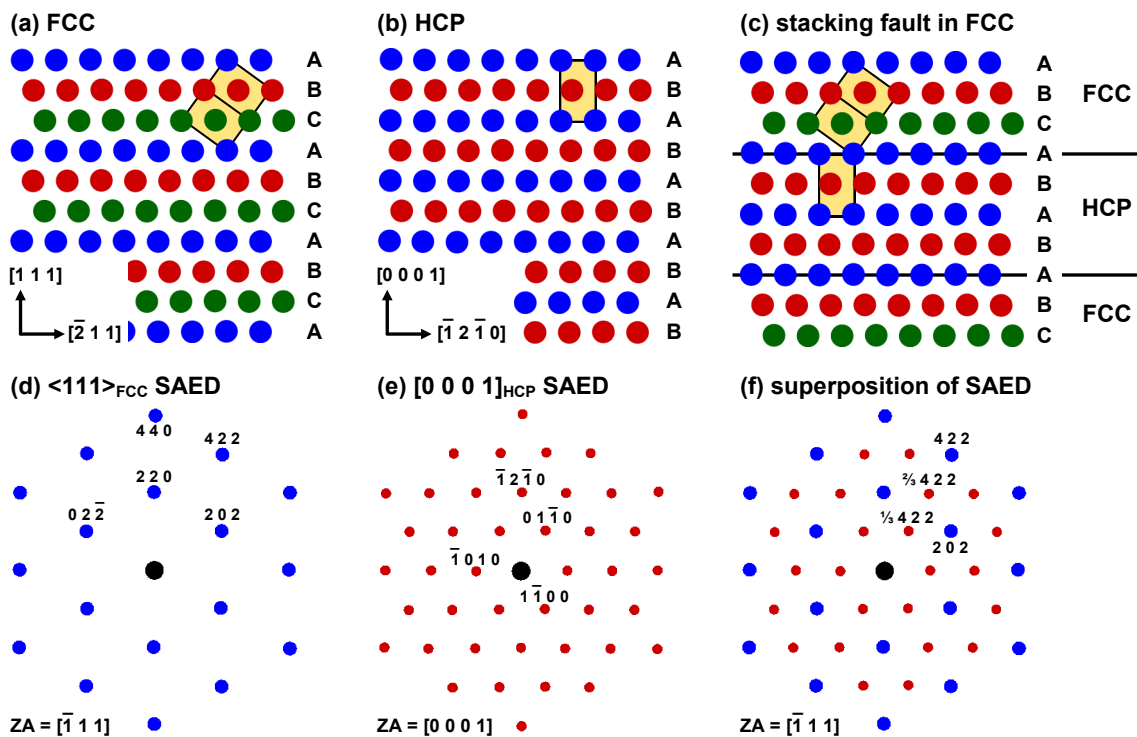 (a) FCC
A
B
C
A
B
C
A
B
C
A
[1 1 1]
[2̅ 1 1]
(b) HCP
A
B
A
B
A
B
A
B
A
B
[0 0 0 1]
[1̅ 2 1̅ 0]
(c) stacking fault in FCC
A
B
C
A
B
A
B
A
B
C
FCC
HCP
FCC
(d) <111>FCC SAED
4 4 0
4 2 2
2 2 0
0 2 2̅
2 0 2
ZA = [1̅ 1 1]
(e) [0 0 0 1]HCP SAED
1̅ 2 1̅ 0
0 1 1̅ 0
1̅ 0 1 0
1 1̅ 0 0
ZA = [0 0 0 1]
(f) superposition of SAED
4 2 2
⅔ 4 2 2
⅓ 4 2 2
2 0 2
ZA = [1̅ 1 1]